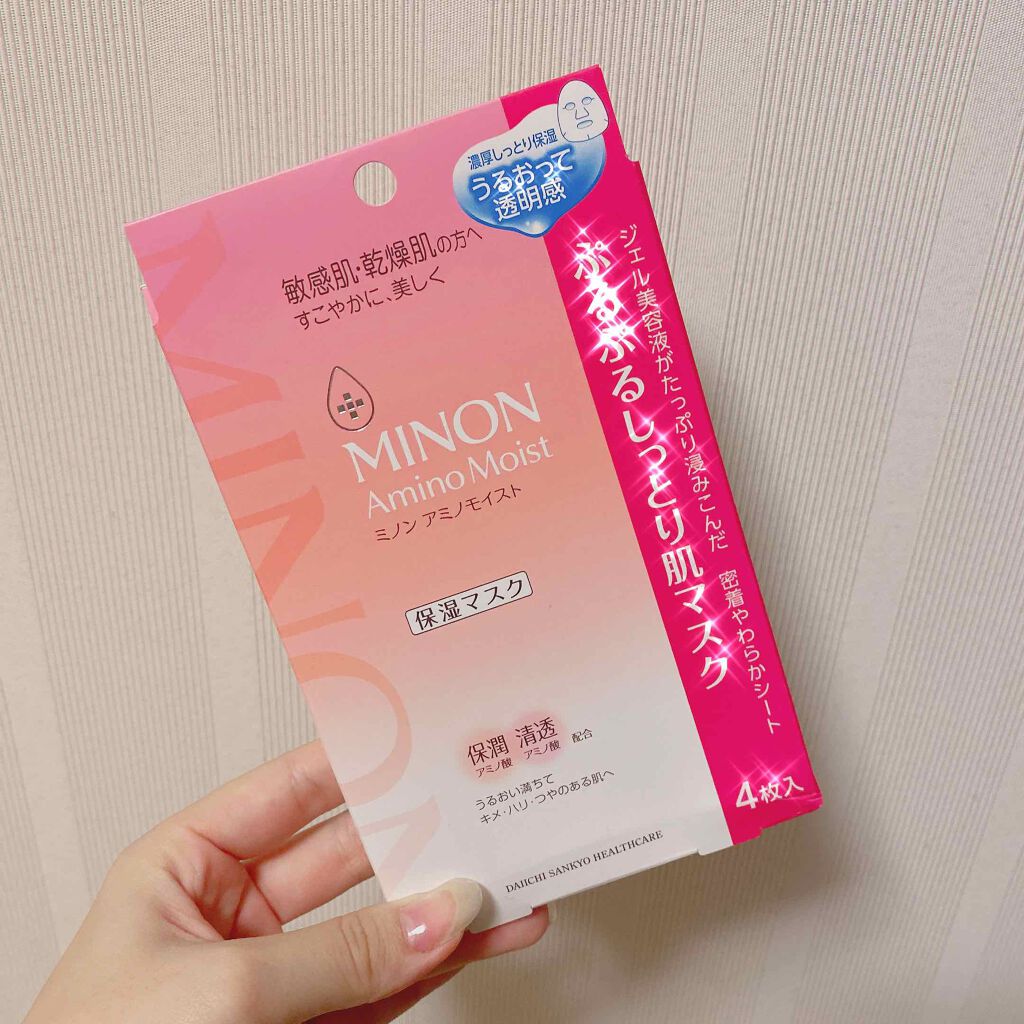 濃厚しっとり保湿
うるおって
透明感
敏感肌・乾燥肌の方へ
すこやかに、美しく
MINON
Amino Moist
ミノン アミノモイスト
保湿マスク
保潤 清透 配合
アミノ酸 アミノ酸
うるおい満ちて
キメ・ハリ・つやのある肌へ
DAIICHI SANKYO HEALTHCARE
MINON
ジェル美容液がたっぷり浸みこんだ 密着やわらかシート
ぷるぷるしっとり肌マスク
4枚入